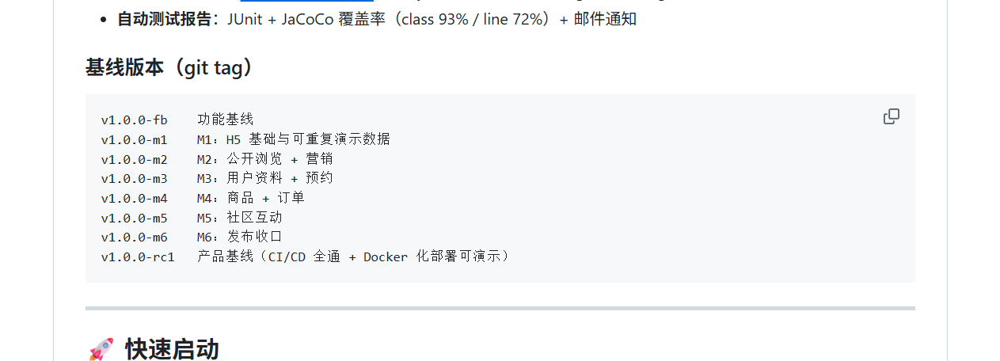 自动测试报告：JUnit + JaCoCo 覆盖率（class 93% / line 72%）+ 邮件通知
基线版本（git tag）
v1.0.0-fb 功能基线
v1.0.0-m1 M1：H5 基础与可重复演示数据
v1.0.0-m2 M2：公开浏览 + 营销
v1.0.0-m3 M3：用户资料 + 预约
v1.0.0-m4 M4：商品 + 订单
v1.0.0-m5 M5：社区互动
v1.0.0-m6 M6：发布收口
v1.0.0-rc1 产品基线（CI/CD 全通 + Docker 化部署可演示）
🚀 快速启动